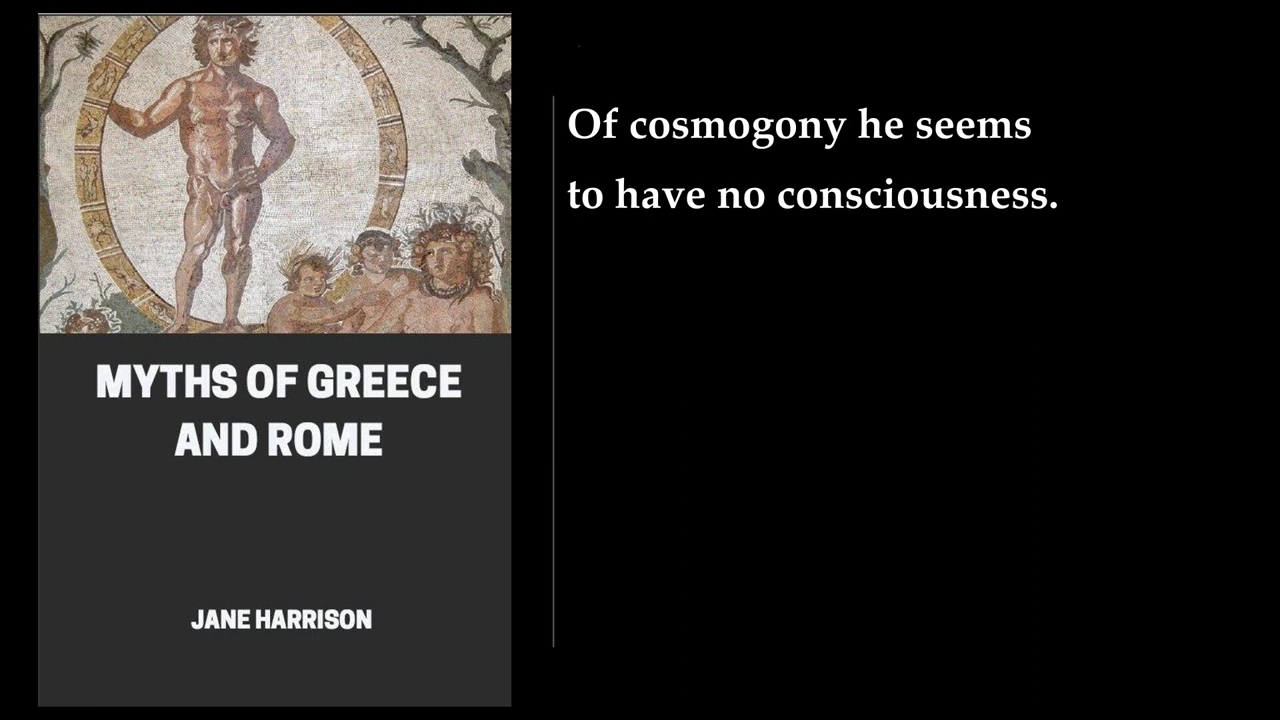 MYTHS OF GREECE
AND ROME
JANE HARRISON
Of cosmogony he seems
to have no consciousness.